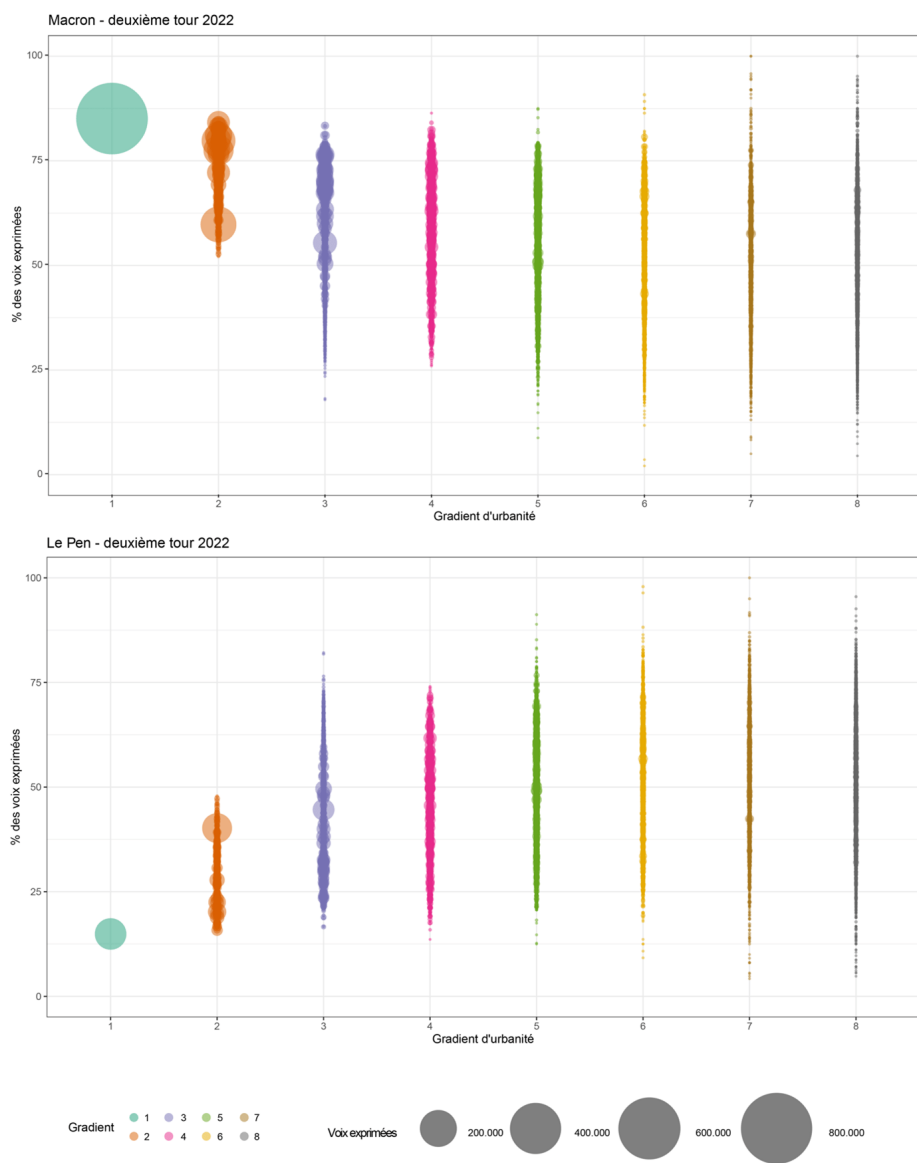 Macron - deuxième tour 2022
100
75
50
25
0
% des voix exprimées
1 2 3 4 5 6 7 8
Gradient d'urbanité
Le Pen - deuxième tour 2022
100
75
50
25
0
% des voix exprimées
1 2 3 4 5 6 7 8
Gradient d'urbanité
Gradient
1 3 5 7
2 4 6 8
Voix exprimées 200.000 400.000 600.000 800.000